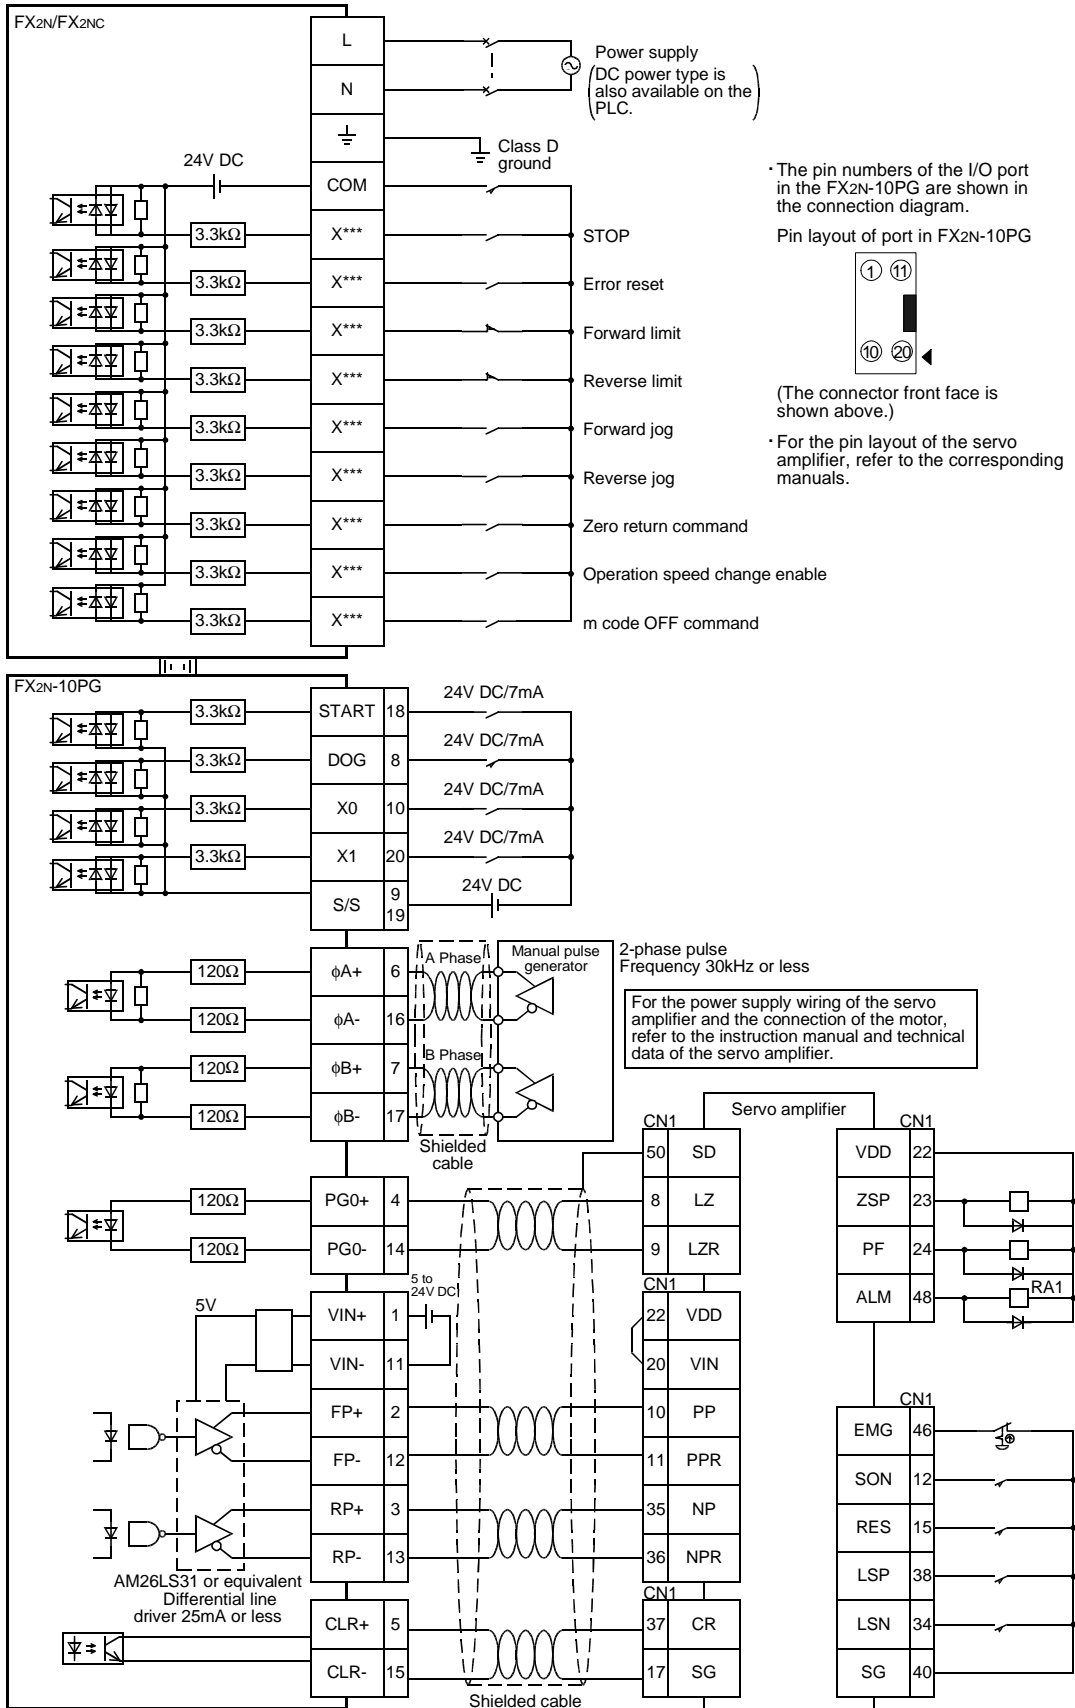 FX2N/FX2NC
L
N
Power supply
(DC power type is
also available on the
PLC.)
Class D
ground
24V DC
COM
3.3kΩ
X***
STOP
3.3kΩ
X***
Error reset
3.3kΩ
X***
Forward limit
3.3kΩ
X***
Reverse limit
3.3kΩ
X***
Forward jog
3.3kΩ
X***
Reverse jog
3.3kΩ
X***
Zero return command
3.3kΩ
X***
Operation speed change enable
3.3kΩ
X***
m code OFF command
· The pin numbers of the I/O port
in the FX2N-10PG are shown in
the connection diagram.
Pin layout of port in FX2N-10PG
1 11
10 20
(The connector front face is
shown above.)
· For the pin layout of the servo
amplifier, refer to the corresponding
manuals.
FX2N-10PG
3.3kΩ
START 18
24V DC/7mA
3.3kΩ
DOG 8
24V DC/7mA
3.3kΩ
X0 10
24V DC/7mA
3.3kΩ
X1 20
24V DC/7mA
S/S 9
19
24V DC
120Ω
φA+ 6
A Phase
120Ω
φA- 16
120Ω
φB+ 7
B Phase
120Ω
φB- 17
Shielded
cable
Manual pulse
generator
2-phase pulse
Frequency 30kHz or less
For the power supply wiring of the servo
amplifier and the connection of the motor,
refer to the instruction manual and technical
data of the servo amplifier.
120Ω
PG0+ 4
120Ω
PG0- 14
5V
VIN+ 1
5 to
24V DC
VIN- 11
FP+ 2
FP- 12
RP+ 3
RP- 13
AM26LS31 or equivalent
Differential line
driver 25mA or less
CLR+ 5
CLR- 15
Shielded cable
Servo amplifier
CN1
50 SD
8 LZ
9 LZR
CN1
22 VDD
20 VIN
10 PP
11 PPR
35 NP
36 NPR
CN1
37 CR
17 SG
CN1
VDD 22
ZSP 23
PF 24
ALM 48
RA1
CN1
EMG 46
SON 12
RES 15
LSP 38
LSN 34
SG 40